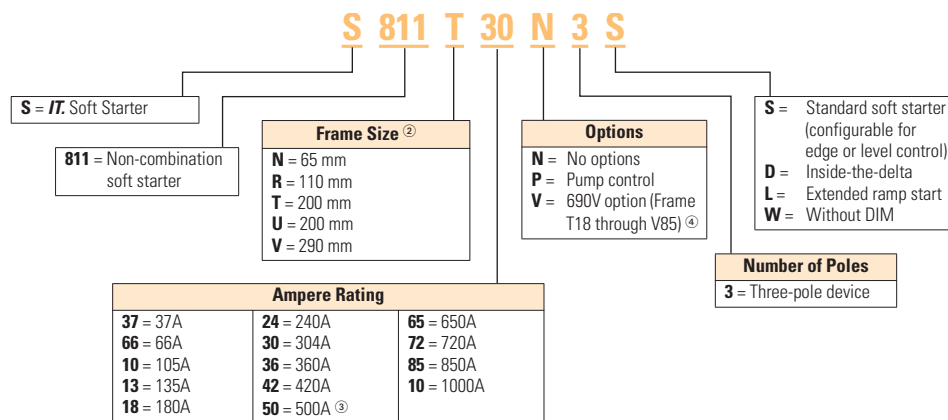 S 811 T 30 N 3 S
S = IT. Soft Starter
811 = Non-combination
soft starter
Frame Size ②
N = 65 mm
R = 110 mm
T = 200 mm
U = 200 mm
V = 290 mm
Options
N = No options
P = Pump control
V = 690V option (Frame
T18 through V85) ④
S = Standard soft starter
(configurable for
edge or level control)
D = Inside-the-delta
L = Extended ramp start
W = Without DIM
Number of Poles
3 = Three-pole device
Ampere Rating
37 = 37A
66 = 66A
10 = 105A
13 = 135A
18 = 180A
24 = 240A
30 = 304A
36 = 360A
42 = 420A
50 = 500A ③
65 = 650A
72 = 720A
85 = 850A
10 = 1000A